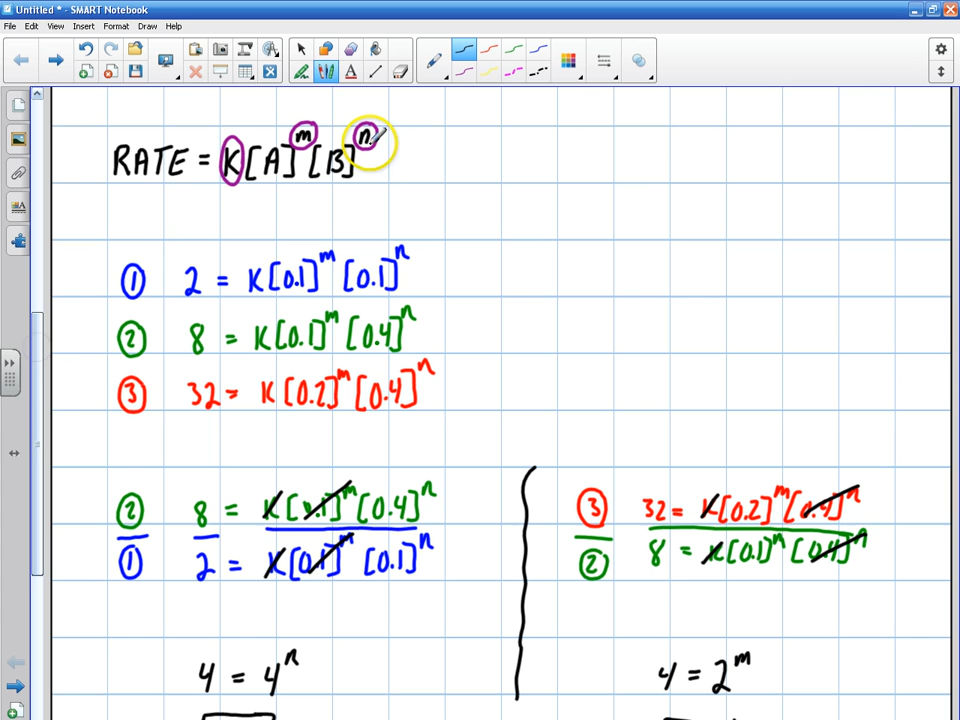 Untitled * - SMART Notebook
File Edit View Insert Format Draw Help
RATE = K[A]^m [B]^n
① 2 = K[0.1]^m [0.1]^n
② 8 = K[0.1]^m [0.4]^n
③ 32 = K[0.2]^m [0.4]^n
② 8 = K[0.1]^m [0.4]^n
① 2 = K[0.1]^m [0.1]^n
4 = 4^n
③ 32 = K[0.2]^m [0.4]^n
② 8 = K[0.1]^n [0.4]^n
4 = 2^m